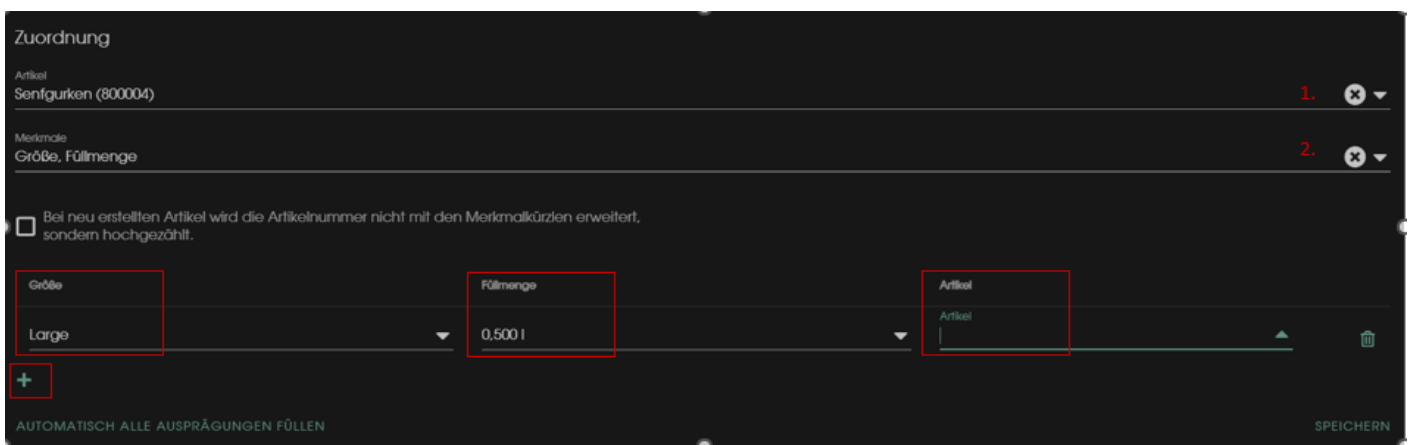 Zuordnung
Artikel
Senfgurken (800004)
1.
Merkmale
Größe, Füllmenge
2.
Bei neu erstellten Artikel wird die Artikelnummer nicht mit den Merkmalkürzlen erweitert,
sondern hochgezählt.
Größe Füllmenge Artikel
Artikel
Large 0,500 l
+
AUTOMATISCH ALLE AUSPRÄGUNGEN FÜLLEN SPEICHERN